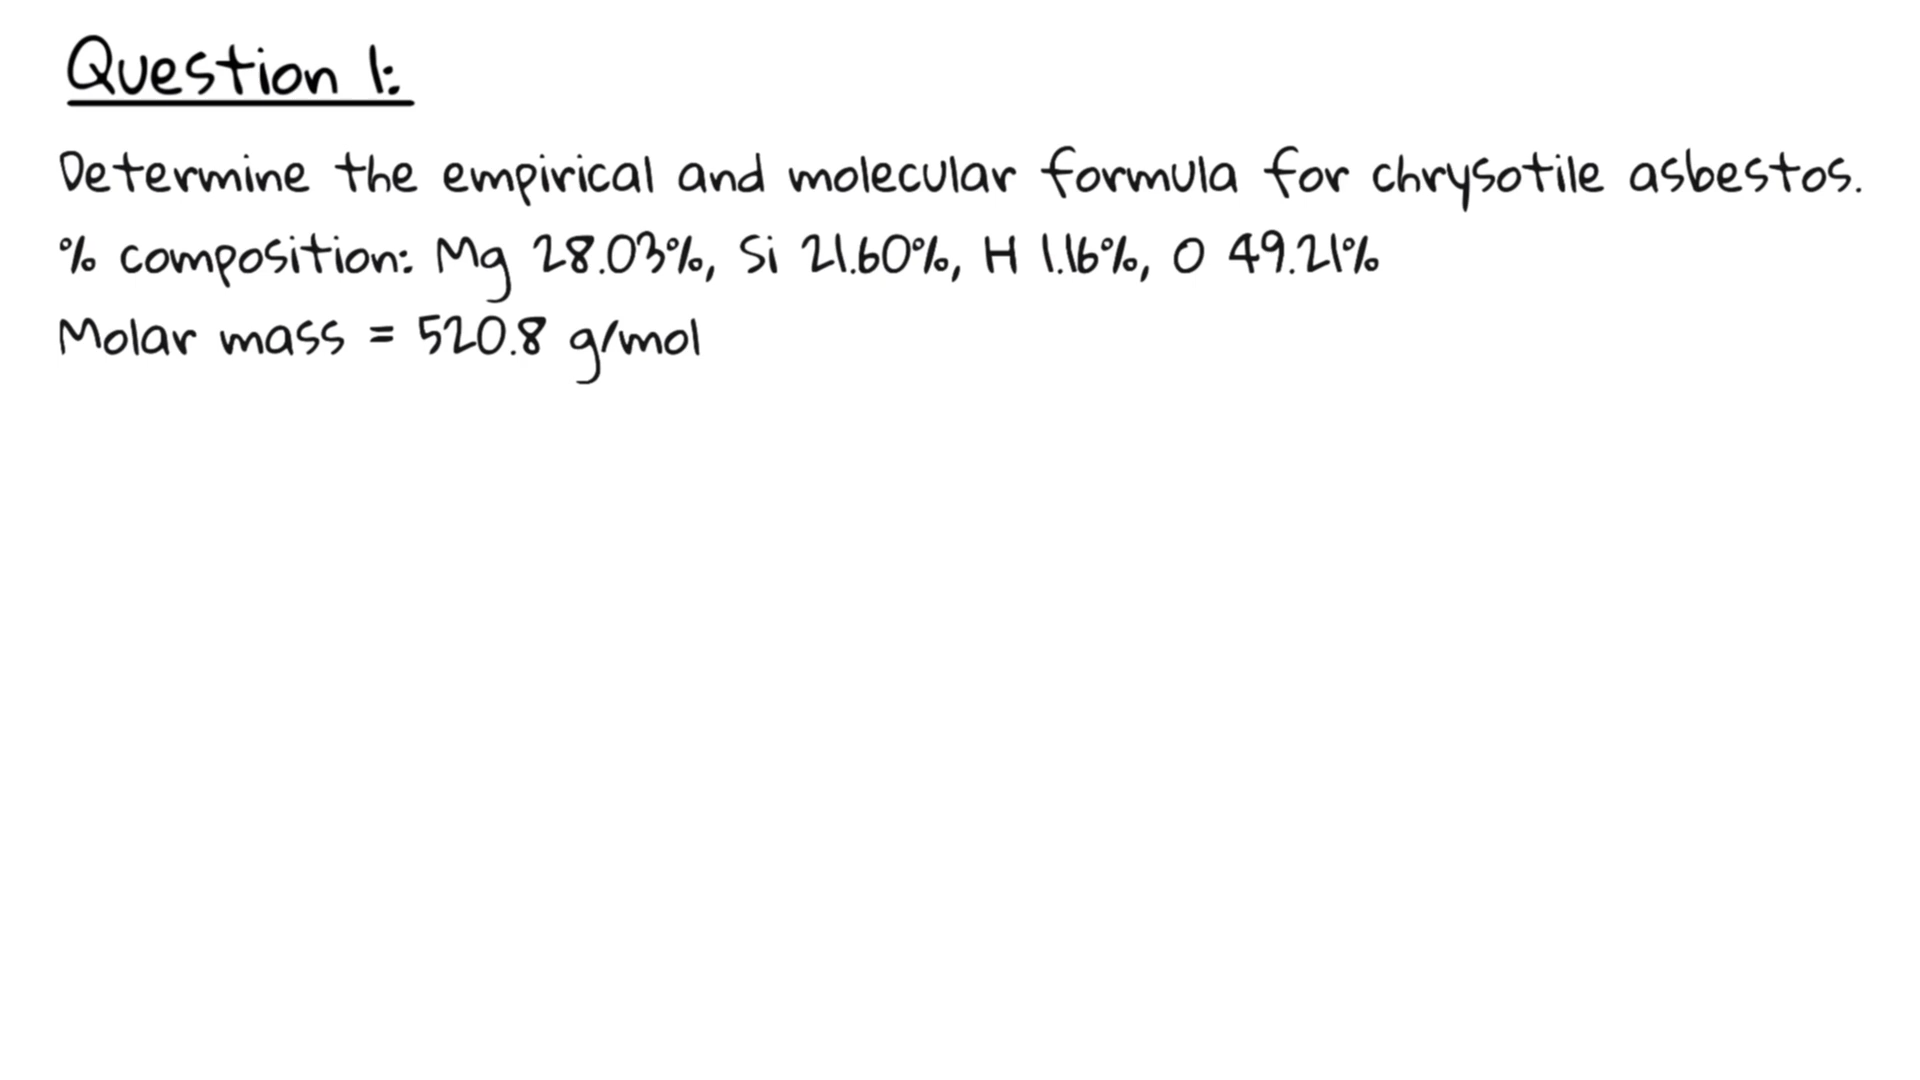 Question 1:
Determine the empirical and molecular formula for chrysotile asbestos.
% composition: Mg 28.03%, Si 21.60%, H 1.16%, O 49.21%
Molar mass = 520.8 g/mol